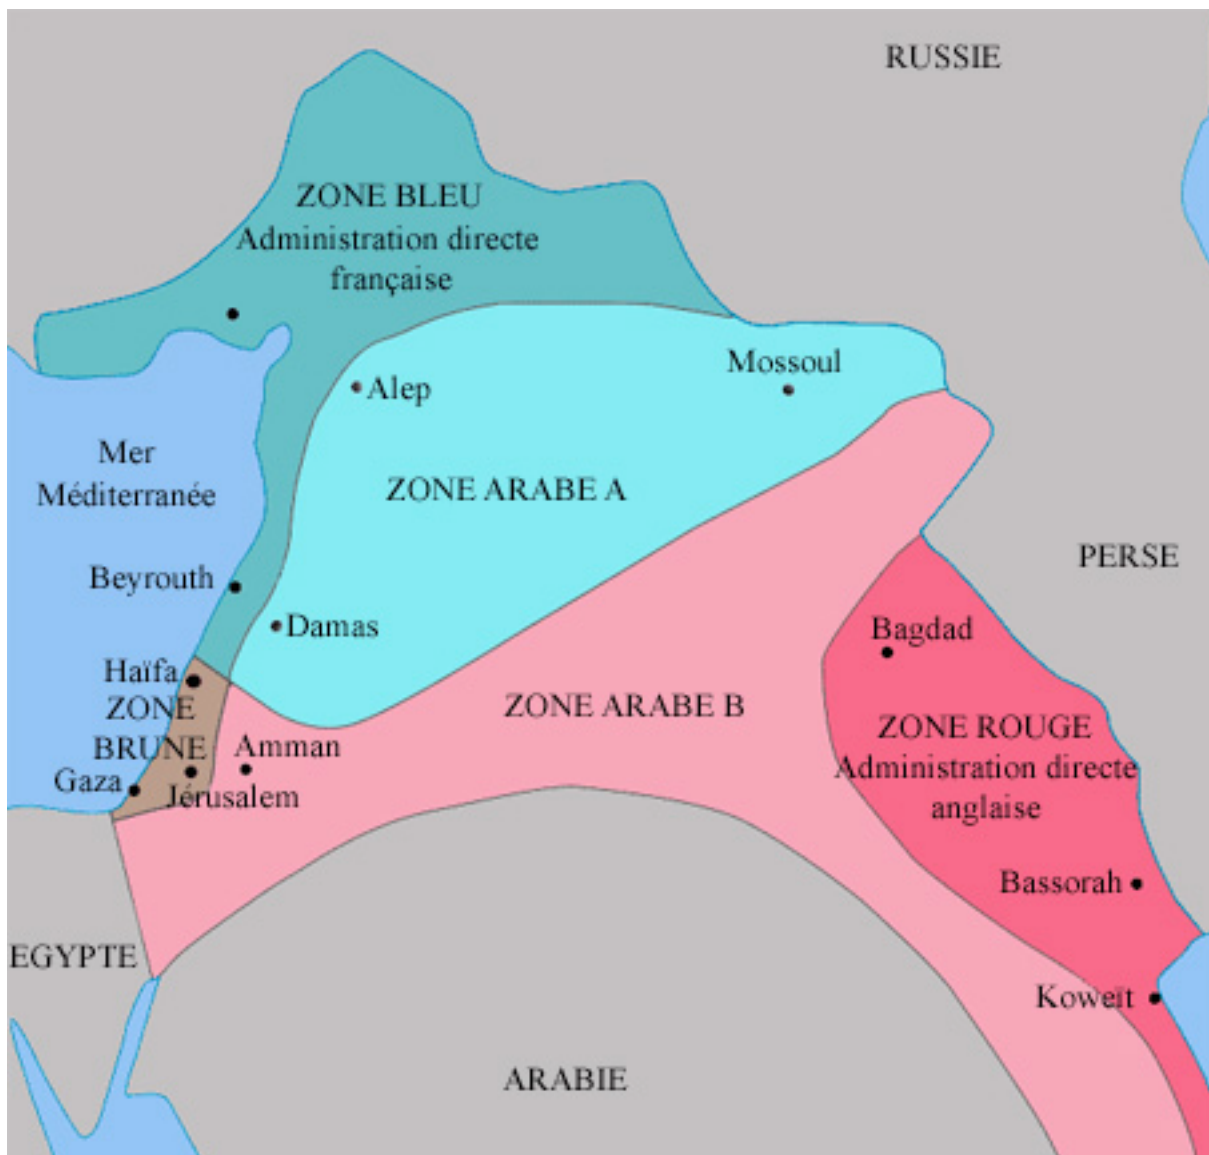 RUSSIE
ZONE BLEU
Administration directe
française
Mossoul
Alep
Mer
Méditerranée
ZONE ARABE A
PERSE
Beyrouth
Damas
Bagdad
Haïfa
ZONE
BRUNE
ZONE ARABE B
ZONE ROUGE
Administration directe
anglaise
Amman
Gaza
Jérusalem
Bassorah
EGYPTE
Koweït
ARABIE